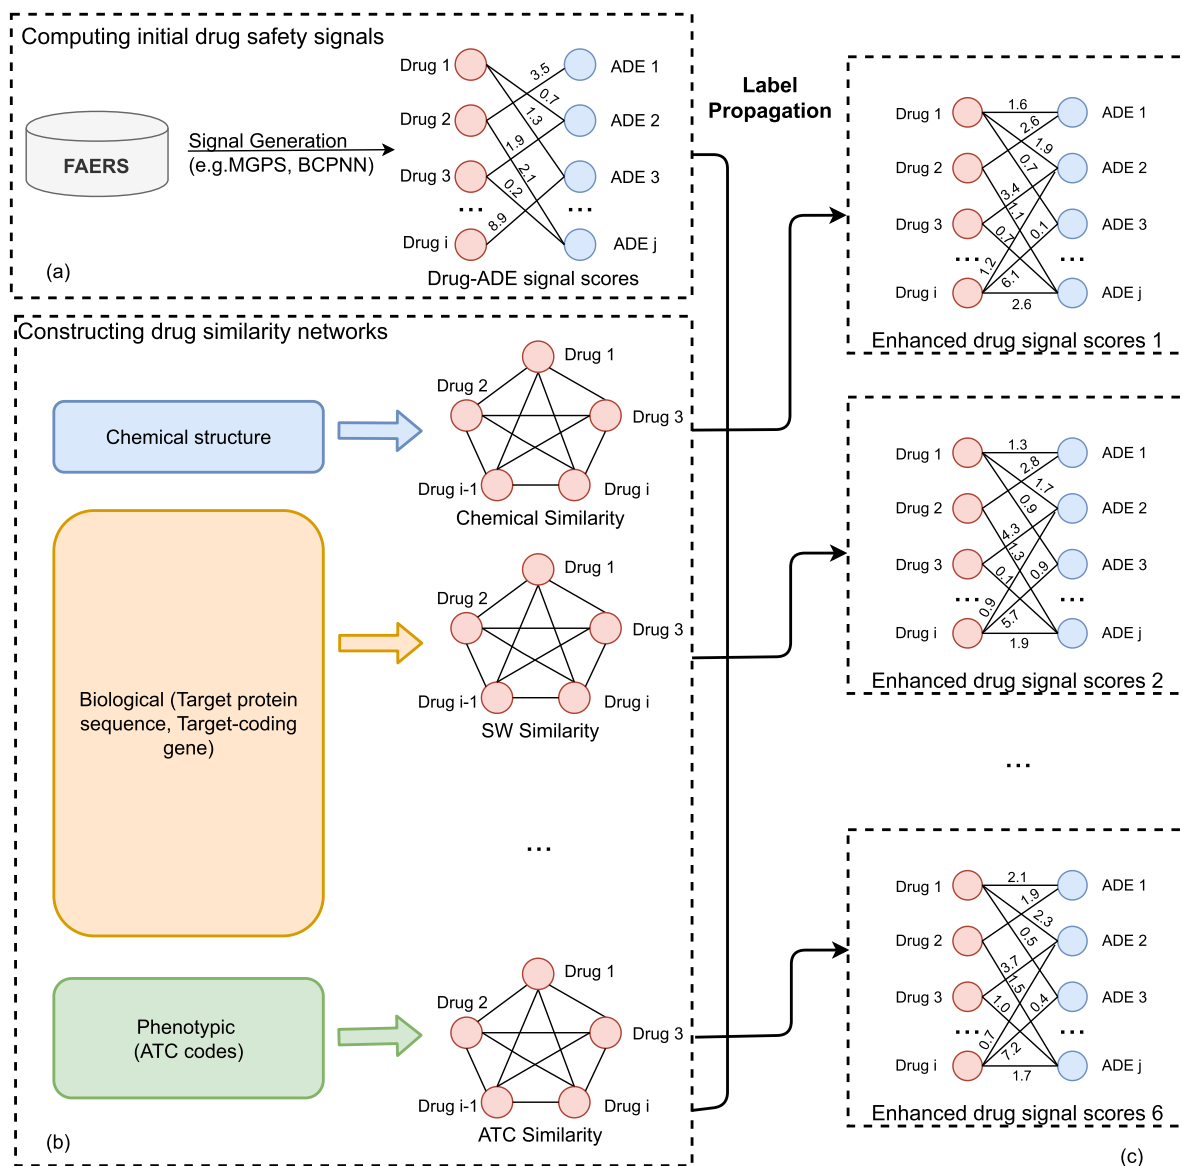 Computing initial drug safety signals
FAERS
Signal Generation
(e.g.MGPS, BCPNN)
Drug 1
Drug 2
Drug 3
...
Drug i
3.5
0.7
1.3
1.9
2.1
0.2
8.9
ADE 1
ADE 2
ADE 3
...
ADE j
Drug-ADE signal scores
(a)
Constructing drug similarity networks
Chemical structure
Drug 1
Drug 2
Drug 3
Drug i-1
Drug i
Chemical Similarity
Biological (Target protein
sequence, Target-coding
gene)
Drug 1
Drug 2
Drug 3
Drug i-1
Drug i
SW Similarity
...
Phenotypic
(ATC codes)
Drug 1
Drug 2
Drug 3
Drug i-1
Drug i
ATC Similarity
(b)
Label
Propagation
Drug 1
Drug 2
Drug 3
...
Drug i
1.6
2.6
1.9
0.7
3.4
1.1
0.7
0.1
1.2
6.1
2.6
ADE 1
ADE 2
ADE 3
...
ADE j
Enhanced drug signal scores 1
Drug 1
Drug 2
Drug 3
...
Drug i
1.3
2.8
1.7
0.9
4.3
1.3
0.1
0.9
0.9
5.7
1.9
ADE 1
ADE 2
ADE 3
...
ADE j
Enhanced drug signal scores 2
...
Drug 1
Drug 2
Drug 3
...
Drug i
2.1
1.9
2.3
0.5
3.7
1.5
1.0
0.4
0.7
7.2
1.7
ADE 1
ADE 2
ADE 3
...
ADE j
Enhanced drug signal scores 6
(c)